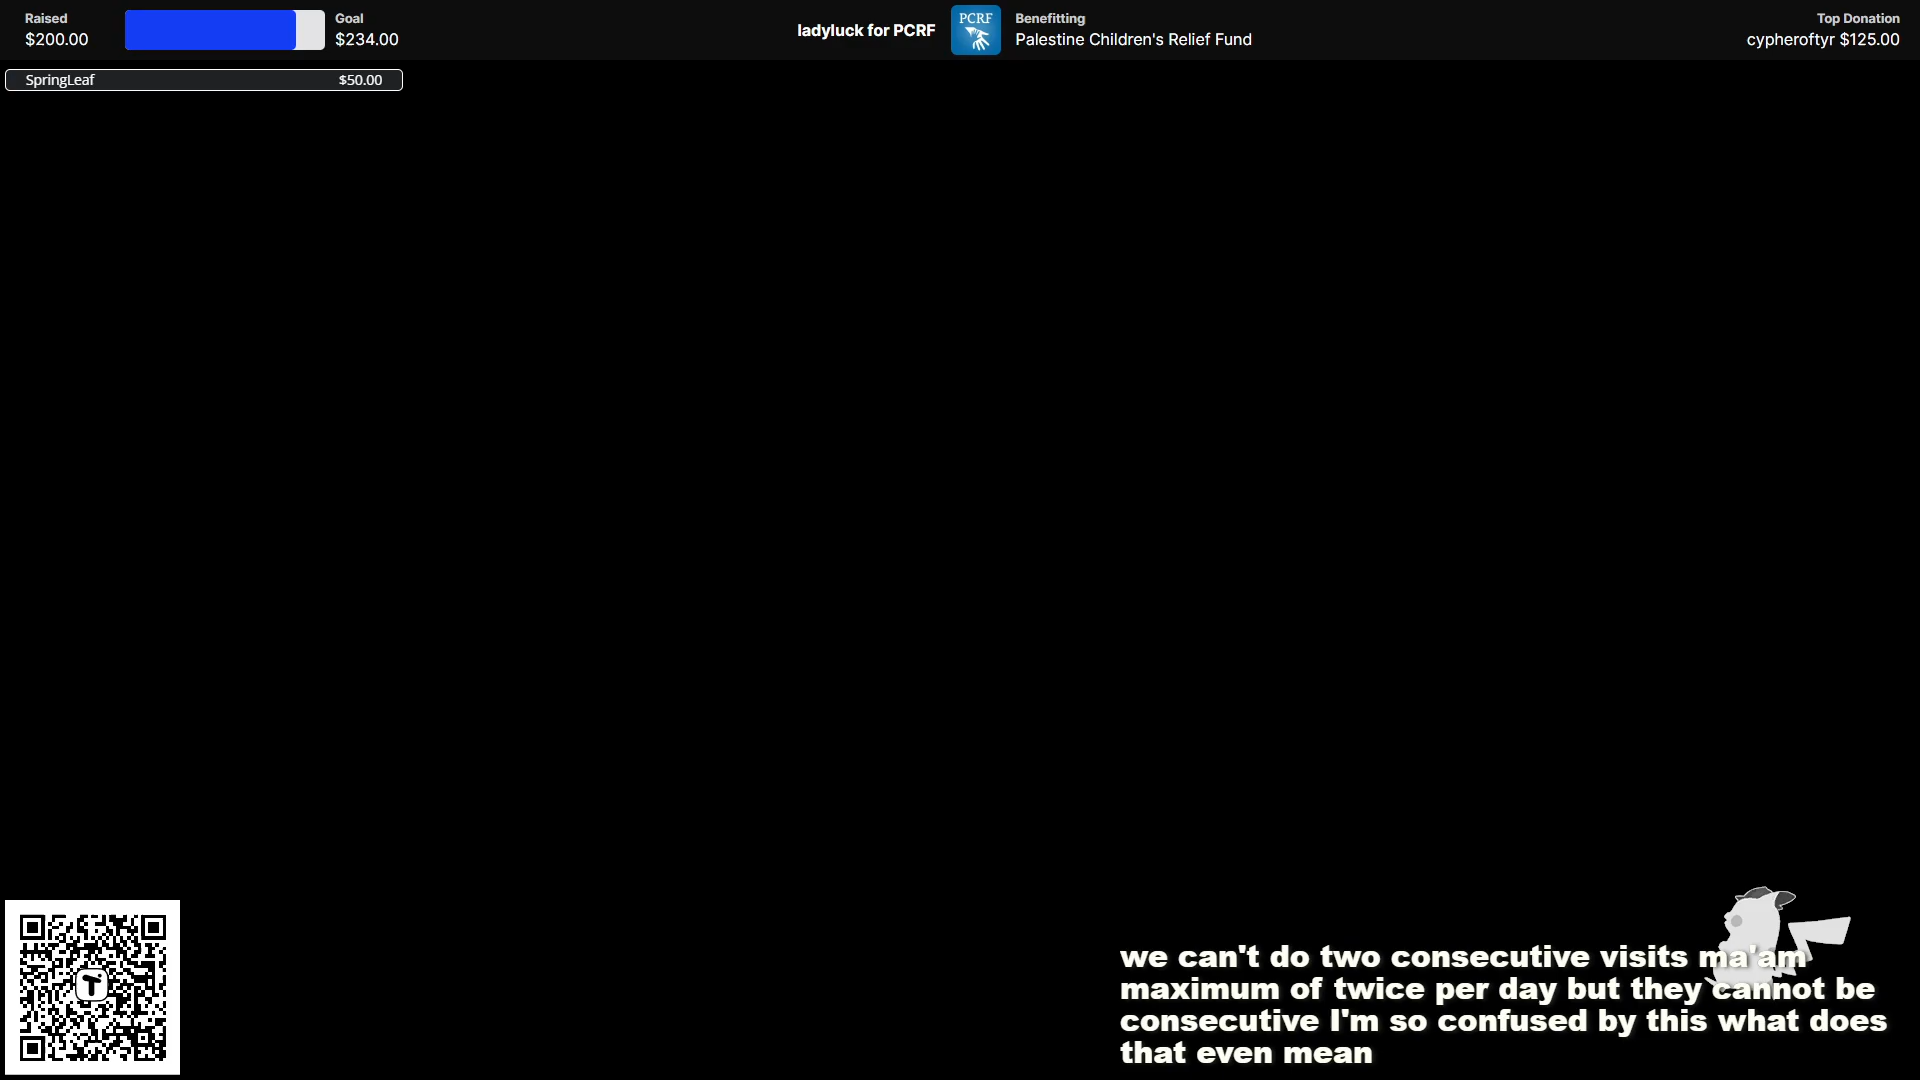 Raised
$200.00
Goal
$234.00
ladyluck for PCRF
PCRF
Benefitting
Palestine Children's Relief Fund
Top Donation
cypheroftyr $125.00
SpringLeaf $50.00
we can't do two consecutive visits ma'am
maximum of twice per day but they cannot be
consecutive I'm so confused by this what does
that even mean